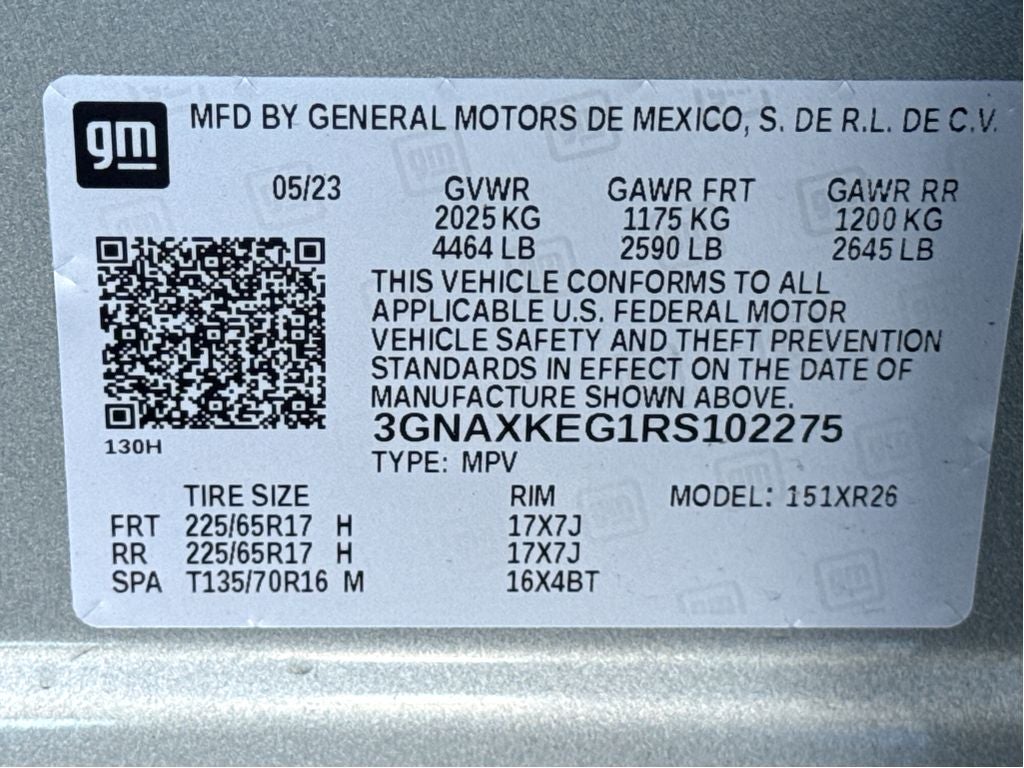 gm
MFD BY GENERAL MOTORS DE MEXICO, S. DE R.L. DE C.V.
05/23 GVWR GAWR FRT GAWR RR
2025 KG 1175 KG 1200 KG
4464 LB 2590 LB 2645 LB
THIS VEHICLE CONFORMS TO ALL
APPLICABLE U.S. FEDERAL MOTOR
VEHICLE SAFETY AND THEFT PREVENTION
STANDARDS IN EFFECT ON THE DATE OF
MANUFACTURE SHOWN ABOVE.
3GNAXKEG1RS102275
130H
TYPE: MPV
TIRE SIZE RIM MODEL: 151XR26
FRT 225/65R17 H 17X7J
RR 225/65R17 H 17X7J
SPA T135/70R16 M 16X4BT